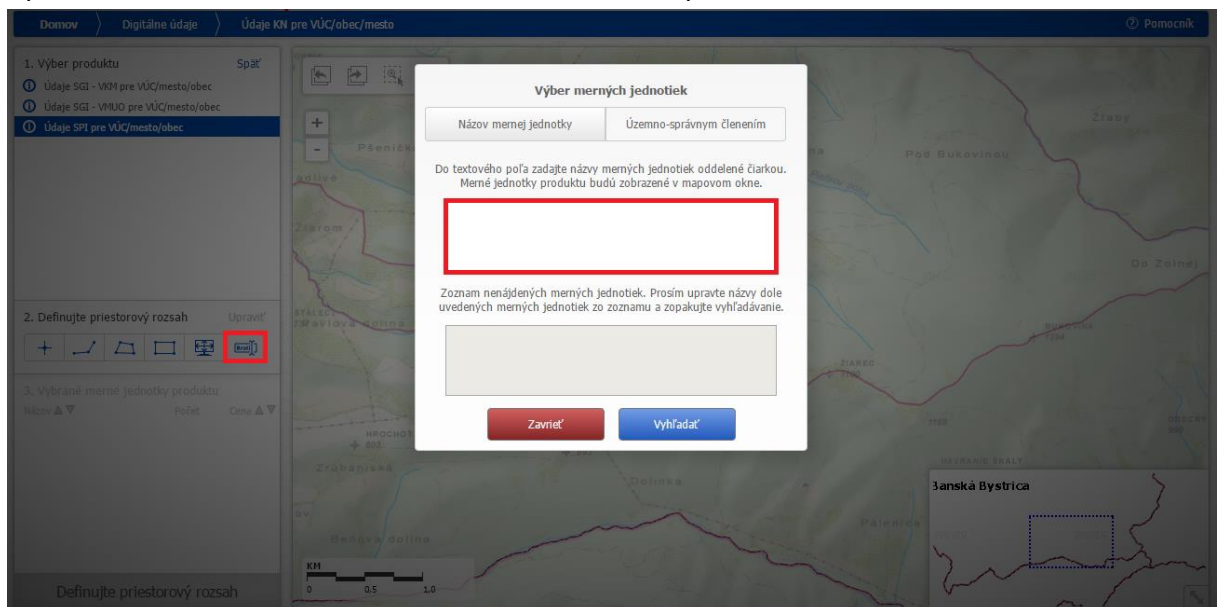 Domov
Digitálne údaje
Údaje KN pre VÚC/obec/mesto
Pomocník
1. Výber produktu
Späť
Údaje SGI - VKM pre VÚC/mesto/obec
Údaje SGI - VMUO pre VÚC/mesto/obec
Údaje SPI pre VÚC/mesto/obec
2. Definujte priestorový rozsah
Upraviť
3. Vybrané merné jednotky produktu
Názov
Počet
Cena
Definujte priestorový rozsah
Výber merných jednotiek
Názov mernej jednotky
Územno-správnym členením
Do textového poľa zadajte názvy merných jednotiek oddelené čiarkou.
Merné jednotky produktu budú zobrazené v mapovom okne.
Zoznam nenájdených merných jednotiek. Prosím upravte názvy dole
uvedených merných jednotiek zo zoznamu a zopakujte vyhľadávanie.
Zavrieť
Vyhľadať
Zlaby
Pod Bukovinou
Do Zolnej
Dolinka
Zrubaniská
Beňova dolina
KM
0 0.5 1.0